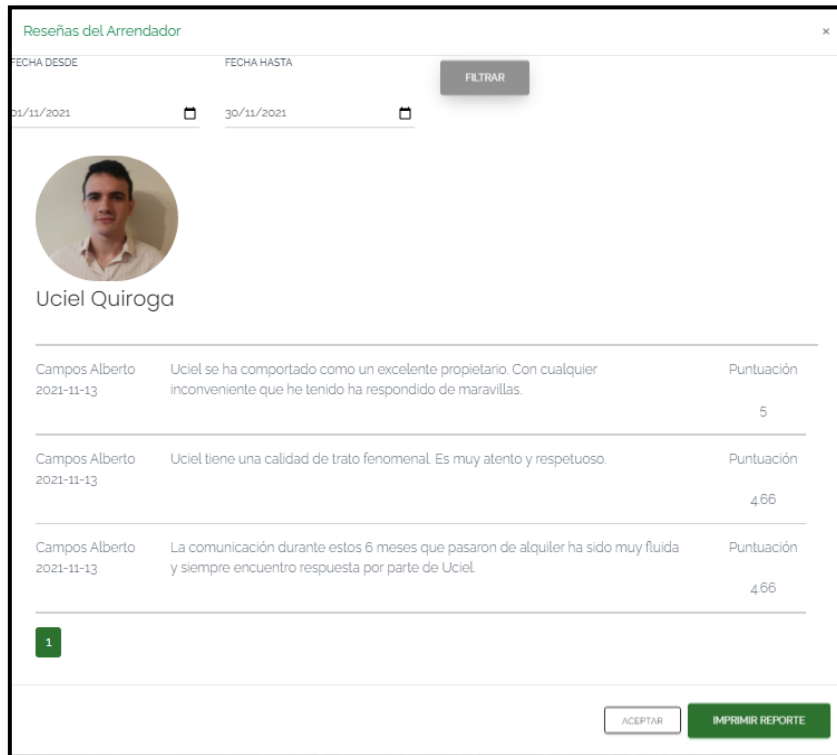 Reseñas del Arrendador
×
FECHA DESDE
FECHA HASTA
FILTRAR
01/11/2021
30/11/2021
Uciel Quiroga
Campos Alberto
2021-11-13
Uciel se ha comportado como un excelente propietario. Con cualquier
inconveniente que he tenido ha respondido de maravillas.
Puntuación
5
Campos Alberto
2021-11-13
Uciel tiene una calidad de trato fenomenal. Es muy atento y respetuoso.
Puntuación
4.66
Campos Alberto
2021-11-13
La comunicación durante estos 6 meses que pasaron de alquiler ha sido muy fluida
y siempre encuentro respuesta por parte de Uciel.
Puntuación
4.66
1
ACEPTAR
IMPRIMIR REPORTE